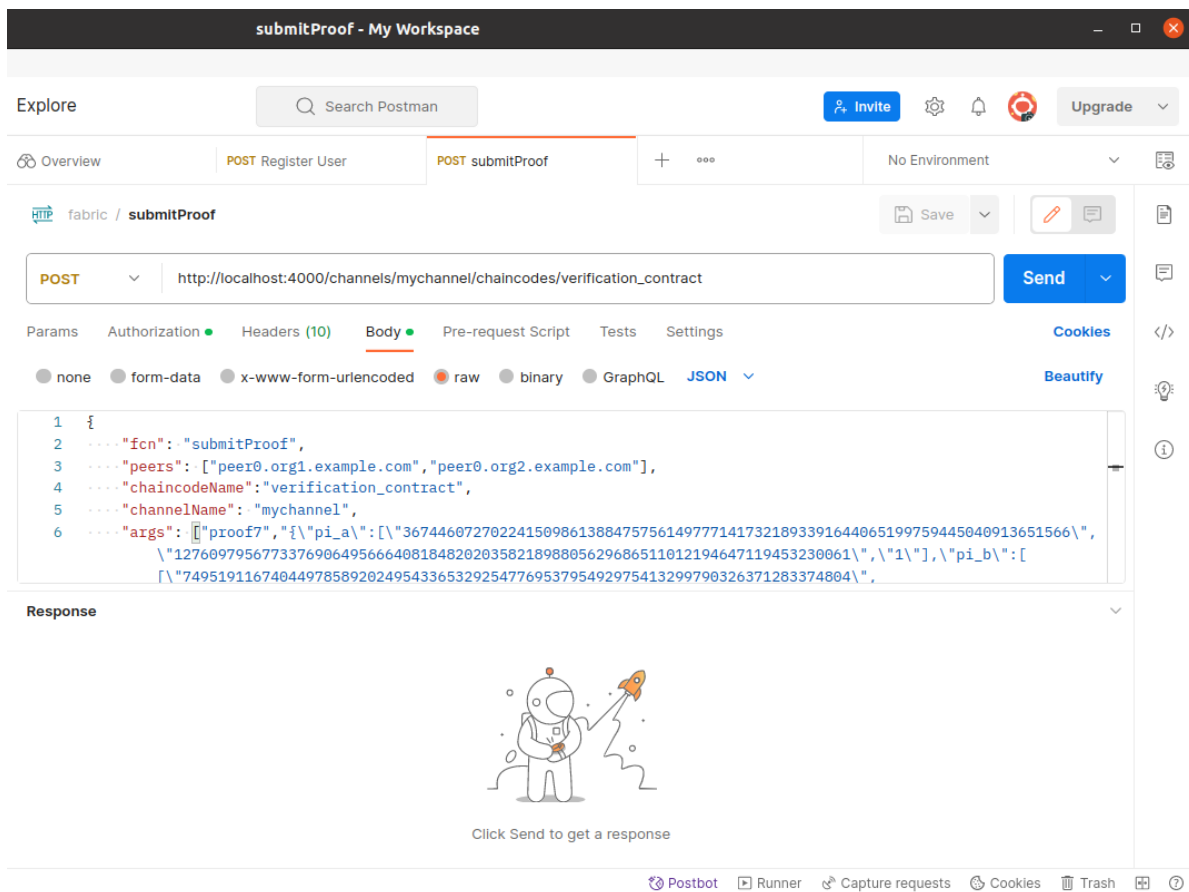 submitProof - My Workspace
Explore
Search Postman
Invite
Upgrade
Overview
POST Register User
POST submitProof
No Environment
HTTP fabric / submitProof
Save
POST
http://localhost:4000/channels/mychannel/chaincodes/verification_contract
Send
Params Authorization Headers (10) Body Pre-request Script Tests Settings Cookies
none form-data x-www-form-urlencoded raw binary GraphQL JSON Beautify
1 {
2 ····"fcn":·"submitProof",
3 ····"peers":·["peer0.org1.example.com","peer0.org2.example.com"],
4 ····"chaincodeName":"verification_contract",
5 ····"channelName":·"mychannel",
6 ····"args":·["proof7","{\"pi_a\":[\"3674460727022415098613884757561497771417321893391644065199759445040913651566\",
\"12760979567733769064956664081848202035821898805629686511012194647119453230061\",\"1\"],\"pi_b\":[
[\"7495191167404497858920249543365329254776953795492975413299790326371283374804\",
Response
Click Send to get a response
Postbot Runner Capture requests Cookies Trash